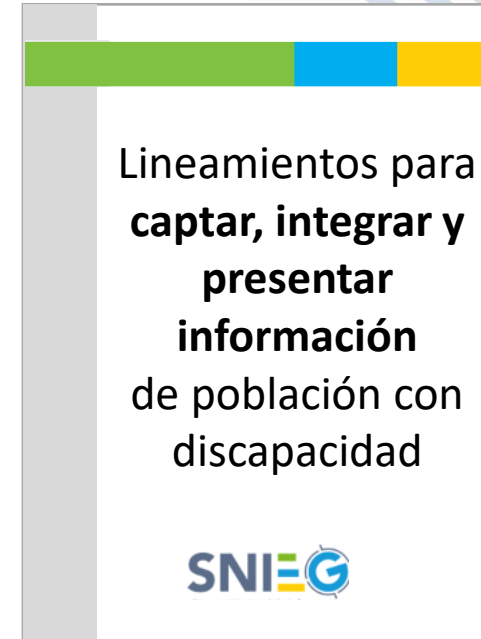 Lineamientos para
captar, integrar y
presentar
información
de población con
discapacidad
SNIEG